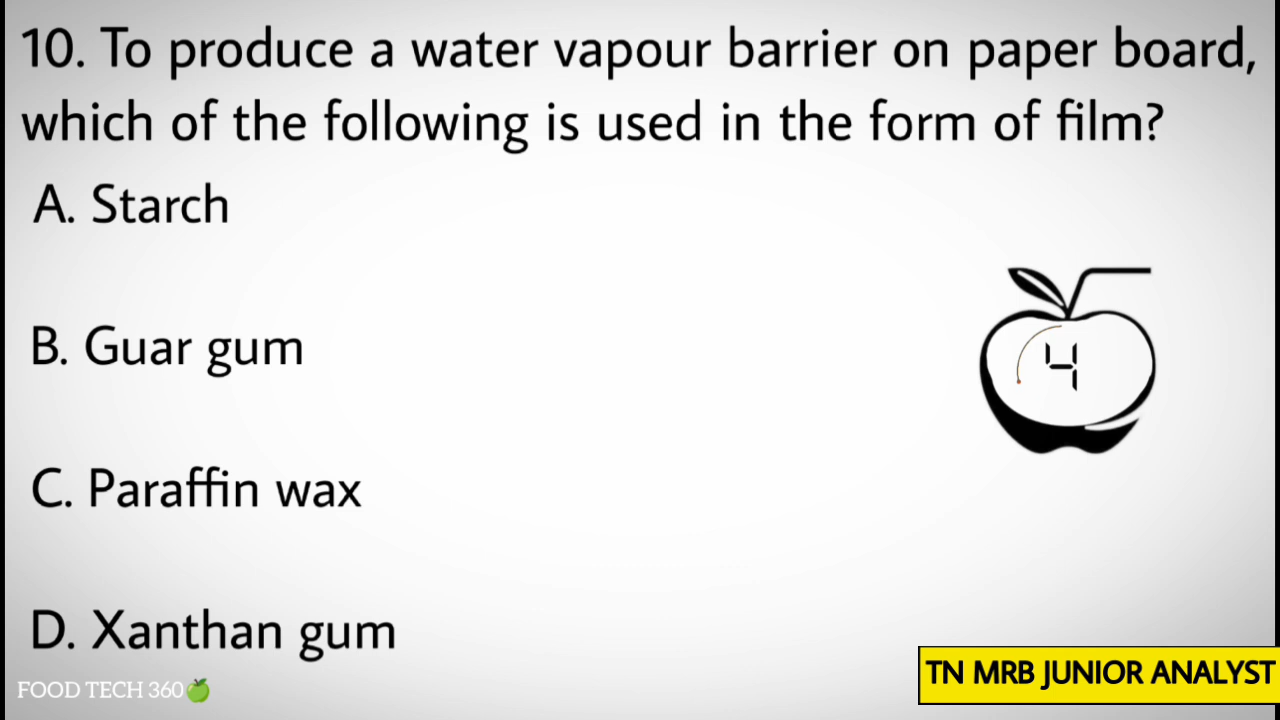 10. To produce a water vapour barrier on paper board,
which of the following is used in the form of film?
A. Starch
B. Guar gum
4
C. Paraffin wax
D. Xanthan gum
TN MRB JUNIOR ANALYST
FOOD TECH 360🍏